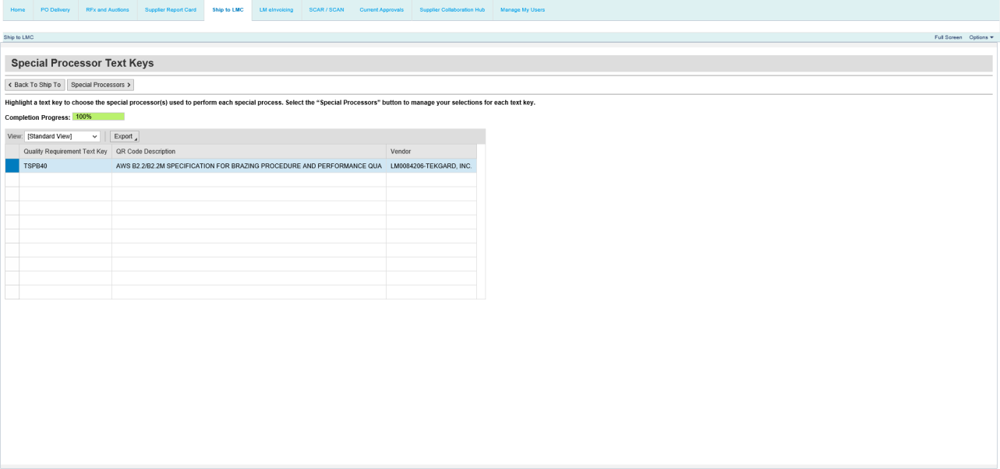 Home PO Delivery RFx and Auctions Supplier Report Card Ship to LMC LM eInvoicing SCAR / SCAN Current Approvals Supplier Collaboration Hub Manage My Users
Ship to LMC Full Screen Options
Special Processor Text Keys
Back To Ship To Special Processors
Highlight a text key to choose the special processor(s) used to perform each special process. Select the "Special Processors" button to manage your selections for each text key.
Completion Progress: 100%
View: [Standard View] Export
Quality Requirement Text Key QR Code Description Vendor
TSPB40 AWS B2.2/B2.2M SPECIFICATION FOR BRAZING PROCEDURE AND PERFORMANCE QUA LM0084206-TEKGARD, INC.